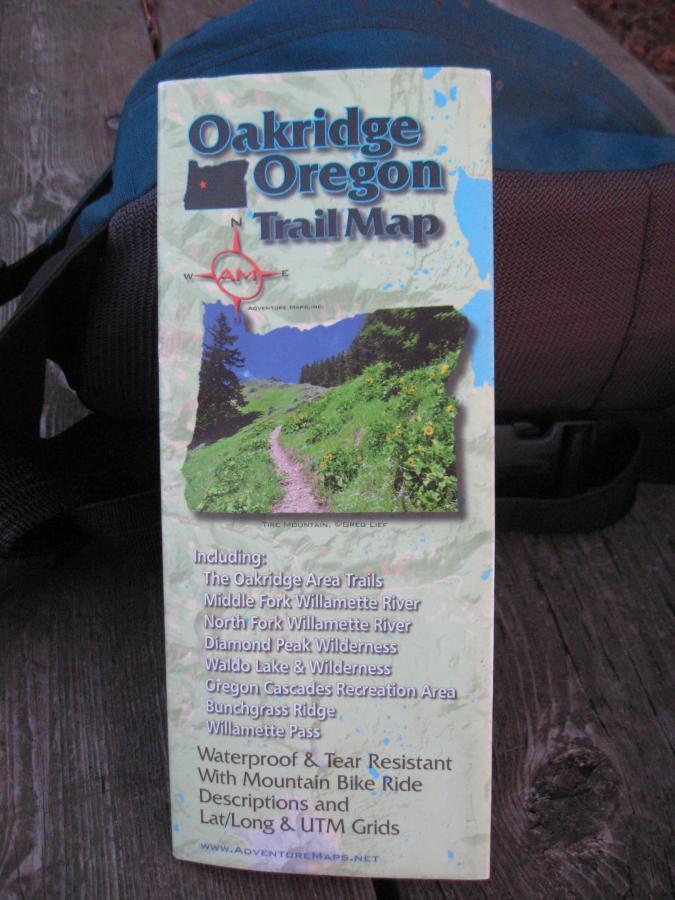 Oakridge
Oregon
Trail Map
N
W AM E
ADVENTURE MAPS, INC.
TIRE MOUNTAIN, ©GREG LIEF
Including:
The Oakridge Area Trails
Middle Fork Willamette River
North Fork Willamette River
Diamond Peak Wilderness
Waldo Lake & Wilderness
Oregon Cascades Recreation Area
Bunchgrass Ridge
Willamette Pass
Waterproof & Tear Resistant
With Mountain Bike Ride
Descriptions and
Lat/Long & UTM Grids
www.AdventureMaps.net